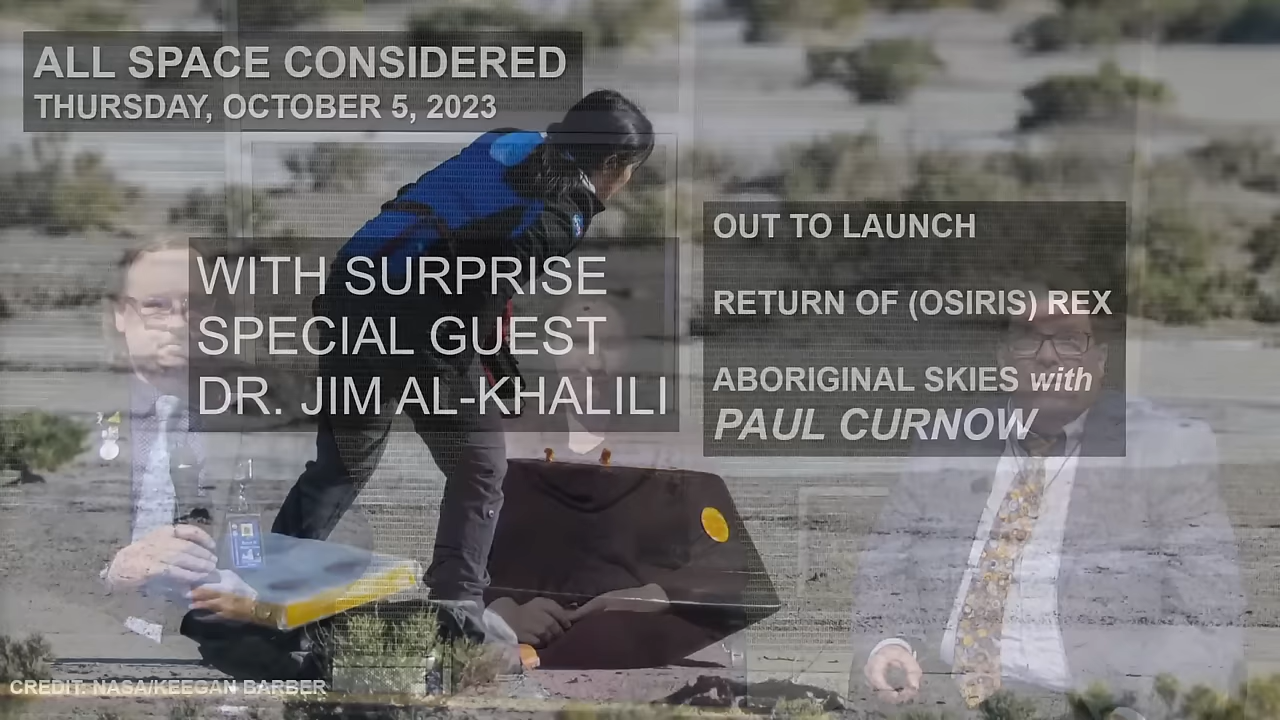 ALL SPACE CONSIDERED
THURSDAY, OCTOBER 5, 2023
WITH SURPRISE
SPECIAL GUEST
DR. JIM AL-KHALILI
OUT TO LAUNCH
RETURN OF (OSIRIS) REX
ABORIGINAL SKIES with
PAUL CURNOW
CREDIT: NASA/KEEGAN BARBER